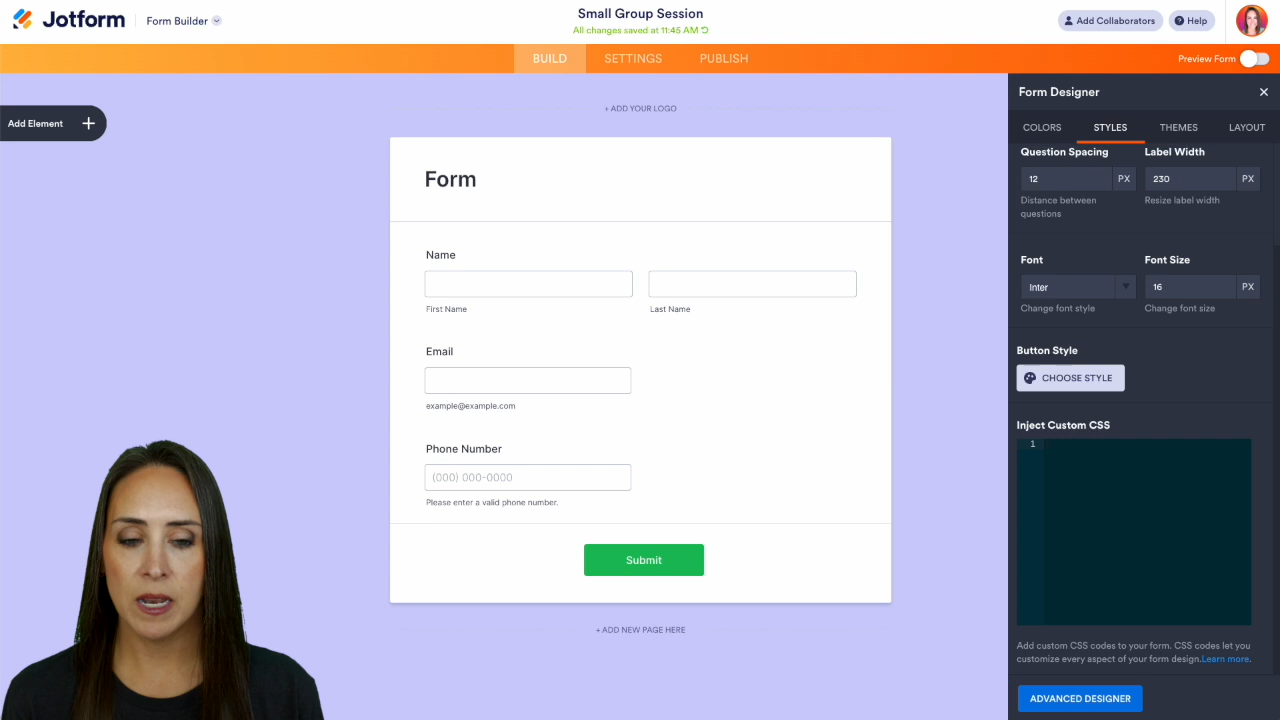 Jotform
Form Builder
Small Group Session
All changes saved at 11:45 AM
Add Collaborators
Help
BUILD
SETTINGS
PUBLISH
Preview Form
Add Element
+ ADD YOUR LOGO
Form
Name
First Name
Last Name
Email
example@example.com
Phone Number
(000) 000-0000
Please enter a valid phone number.
Submit
+ ADD NEW PAGE HERE
Form Designer
COLORS
STYLES
THEMES
LAYOUT
Question Spacing
Label Width
12 PX
230 PX
Distance between
questions
Resize label width
Font
Font Size
Inter
16 PX
Change font style
Change font size
Button Style
CHOOSE STYLE
Inject Custom CSS
1
Add custom CSS codes to your form. CSS codes let you
customize every aspect of your form design.Learn more.
ADVANCED DESIGNER